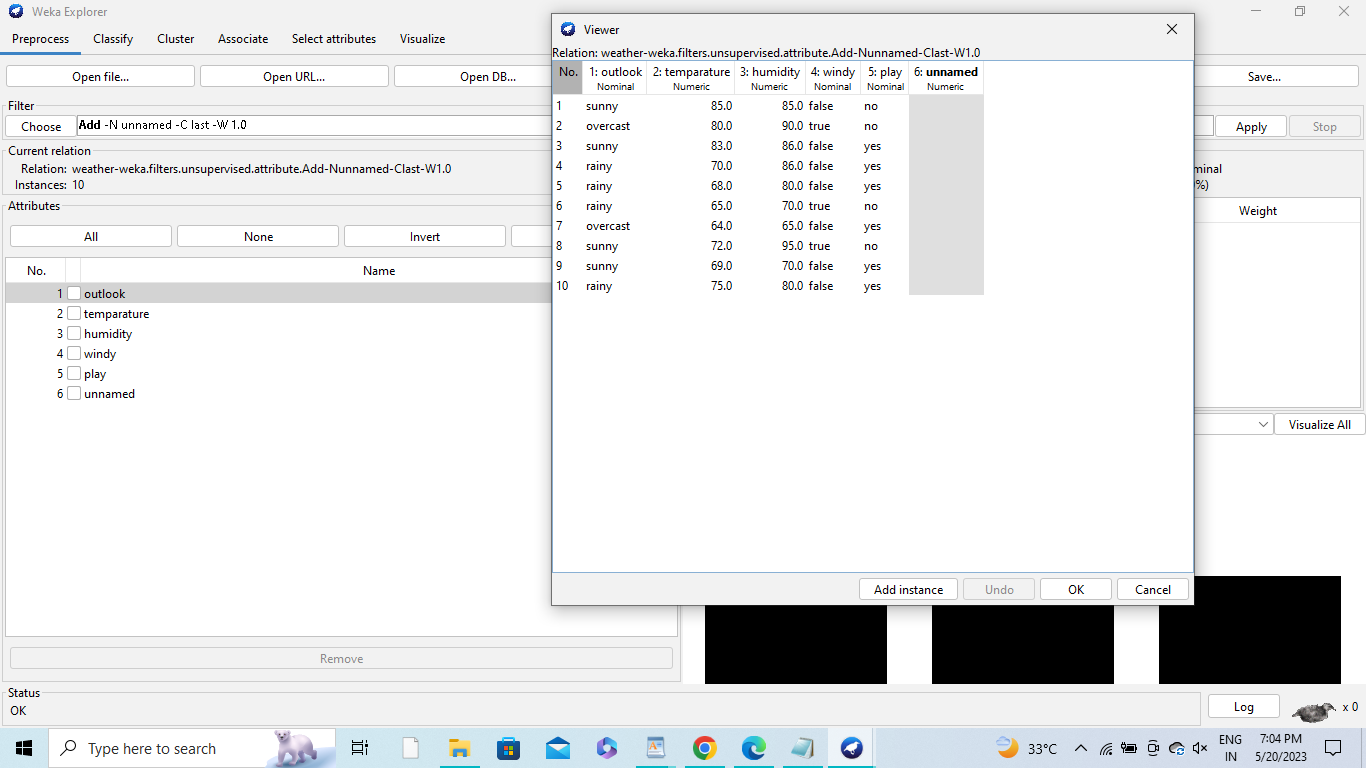 Weka Explorer
Preprocess Classify Cluster Associate Select attributes Visualize
Open file... Open URL... Open DB... Save...
Filter
Choose Add -N unnamed -C last -W 1.0 Apply Stop
Current relation
Relation: weather-weka.filters.unsupervised.attribute.Add-Nunnamed-Clast-W1.0
Instances: 10
minal
%)
Attributes
All None Invert
No. Name
1 outlook
2 temparature
3 humidity
4 windy
5 play
6 unnamed
Remove
Weight
Visualize All
Viewer
Relation: weather-weka.filters.unsupervised.attribute.Add-Nunnamed-Clast-W1.0
No. 1: outlook 2: temparature 3: humidity 4: windy 5: play 6: unnamed
Nominal Numeric Numeric Nominal Nominal Numeric
1 sunny 85.0 85.0 false no
2 overcast 80.0 90.0 true no
3 sunny 83.0 86.0 false yes
4 rainy 70.0 86.0 false yes
5 rainy 68.0 80.0 false yes
6 rainy 65.0 70.0 true no
7 overcast 64.0 65.0 false yes
8 sunny 72.0 95.0 true no
9 sunny 69.0 70.0 false yes
10 rainy 75.0 80.0 false yes
Add instance Undo OK Cancel
Status
OK
Log x 0
Type here to search
33°C
ENG
IN
7:04 PM
5/20/2023